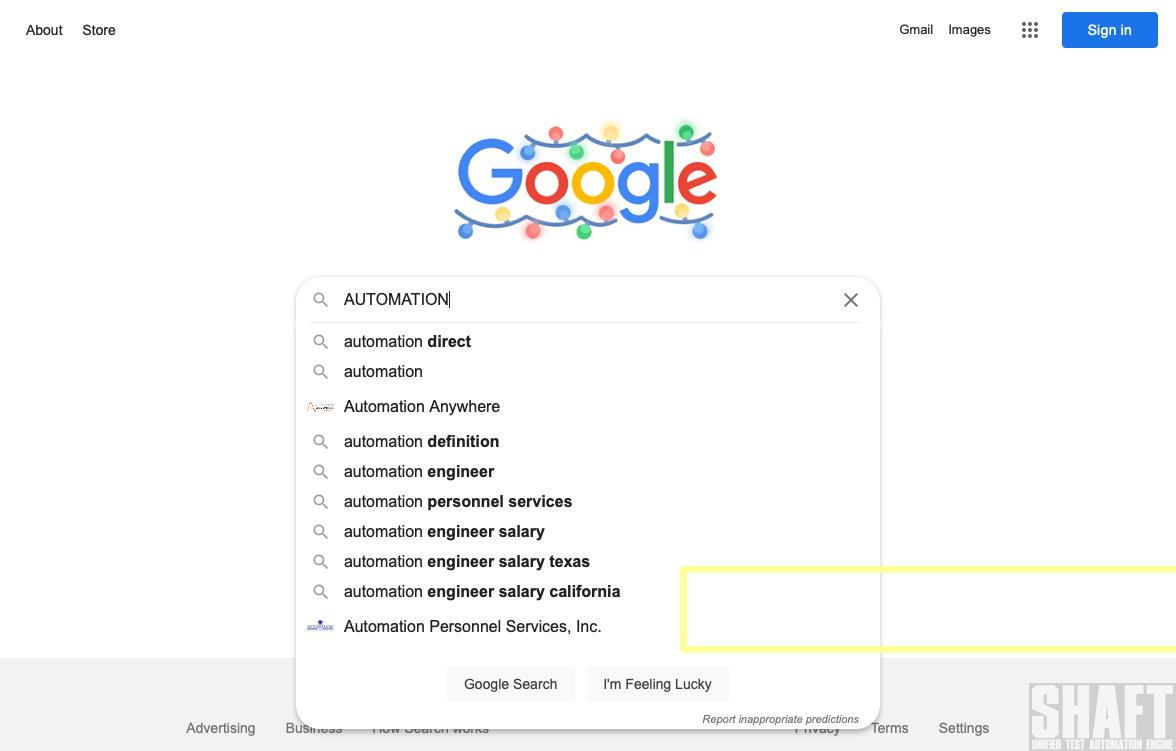 About Store Gmail Images Sign in
Google
AUTOMATION
automation direct
automation
Automation Anywhere
automation definition
automation engineer
automation personnel services
automation engineer salary
automation engineer salary texas
automation engineer salary california
Automation Personnel Services, Inc.
Google Search I'm Feeling Lucky
Report inappropriate predictions
Advertising Business How Search works Privacy Terms Settings
SHAFT
UNIFIED TEST AUTOMATION ENGINE